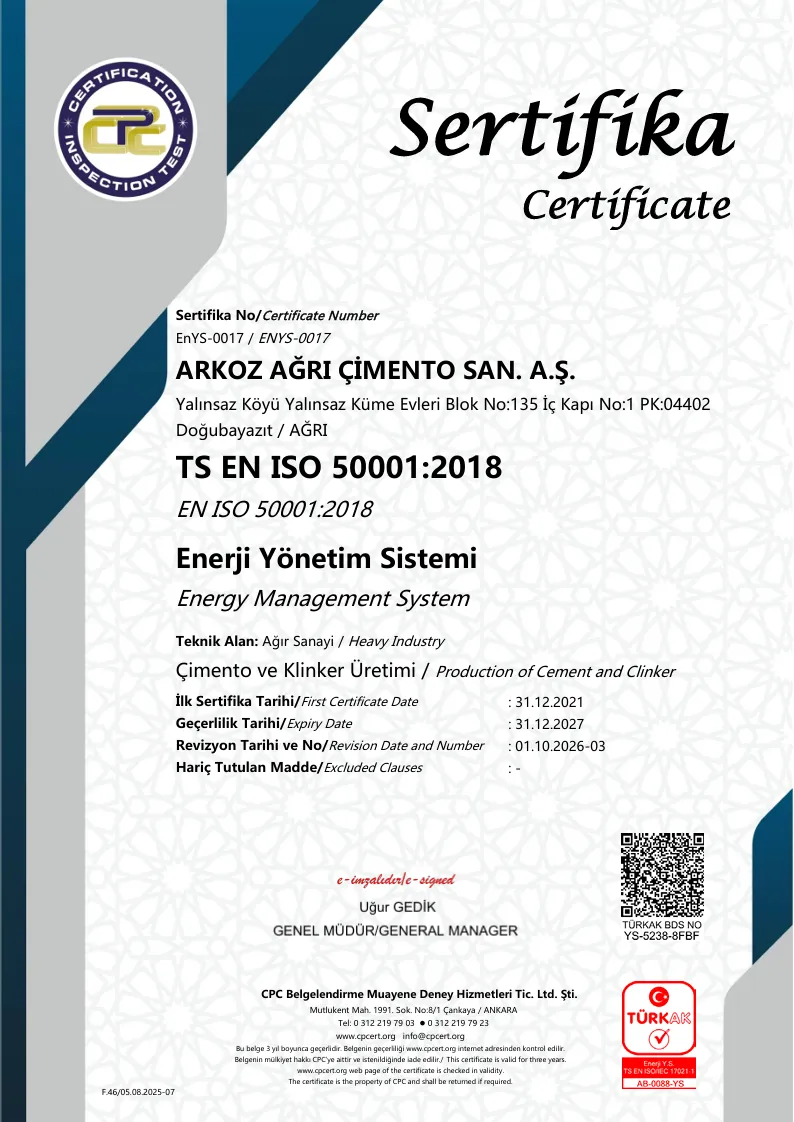 CERTIFICATION
CPC
INSPECTION TEST
Sertifika
Certificate
Sertifika No/Certificate Number
EnYS-0017 / ENYS-0017
ARKOZ AĞRI ÇİMENTO SAN. A.Ş.
Yalınsaz Köyü Yalınsaz Küme Evleri Blok No:135 İç Kapı No:1 PK:04402
Doğubayazıt / AĞRI
TS EN ISO 50001:2018
EN ISO 50001:2018
Enerji Yönetim Sistemi
Energy Management System
Teknik Alan: Ağır Sanayi / Heavy Industry
Çimento ve Klinker Üretimi / Production of Cement and Clinker
İlk Sertifika Tarihi/First Certificate Date : 31.12.2021
Geçerlilik Tarihi/Expiry Date : 31.12.2027
Revizyon Tarihi ve No/Revision Date and Number : 01.10.2026-03
Hariç Tutulan Madde/Excluded Clauses : -
e-imzalıdır/e-signed
Uğur GEDİK
GENEL MÜDÜR/GENERAL MANAGER
TÜRKAK BDS NO
YS-5238-8FBF
CPC Belgelendirme Muayene Deney Hizmetleri Tic. Ltd. Şti.
Mutlukent Mah. 1991. Sok. No:8/1 Çankaya / ANKARA
Tel: 0 312 219 79 03 ● 0 312 219 79 23
www.cpcert.org info@cpcert.org
Bu belge 3 yıl boyunca geçerlidir. Belgenin geçerliliği www.cpcert.org internet adresinden kontrol edilir.
Belgenin mülkiyet hakkı CPC'ye aittir ve istenildiğinde iade edilir./ This certificate is valid for three years.
www.cpcert.org web page of the certificate is checked in validity.
The certificate is the property of CPC and shall be returned if required.
TÜRKAK
Enerji Y.S.
TS EN ISO/IEC 17021-1
AB-0088-YS
F.46/05.08.2025-07